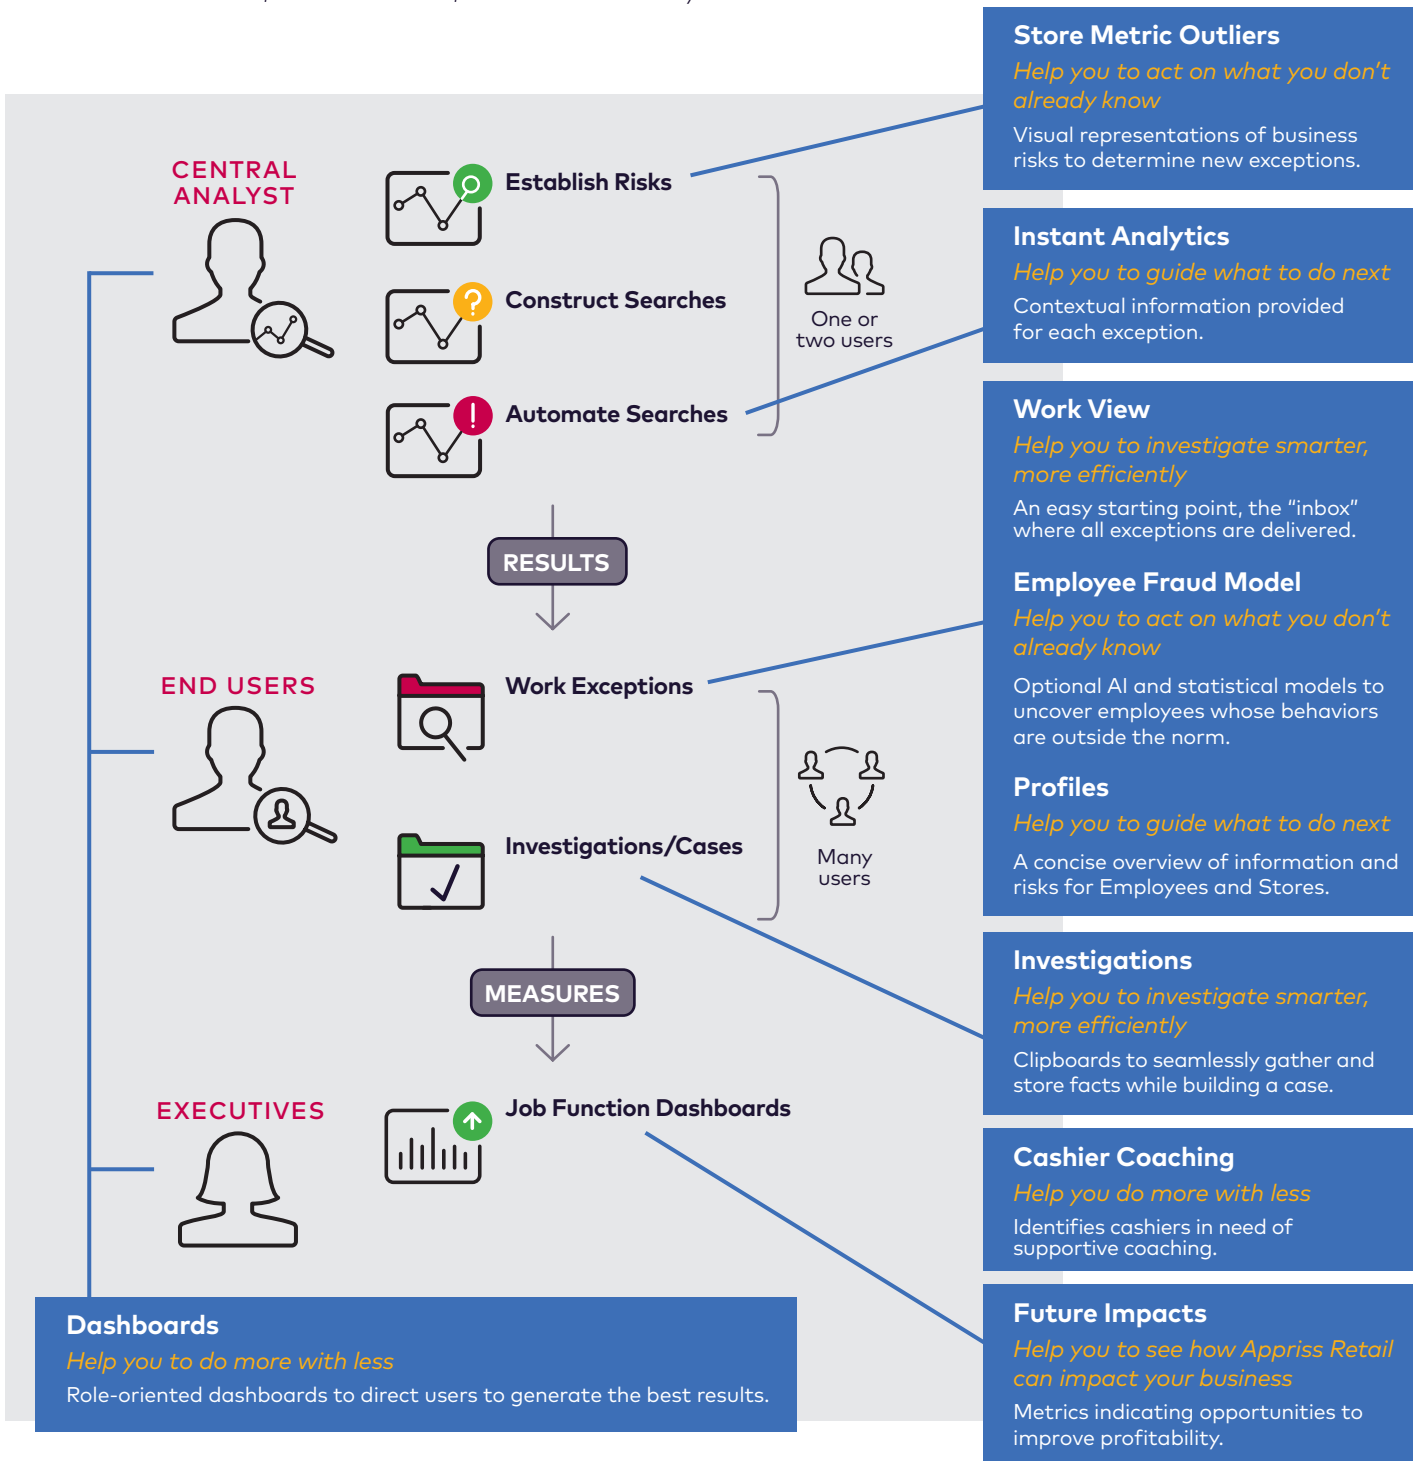 CENTRAL
ANALYST
Establish Risks
Construct Searches
Automate Searches
One or
two users
RESULTS
END USERS
Work Exceptions
Investigations/Cases
Many
users
MEASURES
EXECUTIVES
Job Function Dashboards
Dashboards
Help you to do more with less
Role-oriented dashboards to direct users to generate the best results.
Store Metric Outliers
Help you to act on what you don’t
already know
Visual representations of business
risks to determine new exceptions.
Instant Analytics
Help you to guide what to do next
Contextual information provided
for each exception.
Work View
Help you to investigate smarter,
more efficiently
An easy starting point, the “inbox”
where all exceptions are delivered.
Employee Fraud Model
Help you to act on what you don’t
already know
Optional AI and statistical models to
uncover employees whose behaviors
are outside the norm.
Profiles
Help you to guide what to do next
A concise overview of information and
risks for Employees and Stores.
Investigations
Help you to investigate smarter,
more efficiently
Clipboards to seamlessly gather and
store facts while building a case.
Cashier Coaching
Help you do more with less
Identifies cashiers in need of
supportive coaching.
Future Impacts
Help you to see how Appriss Retail
can impact your business
Metrics indicating opportunities to
improve profitability.